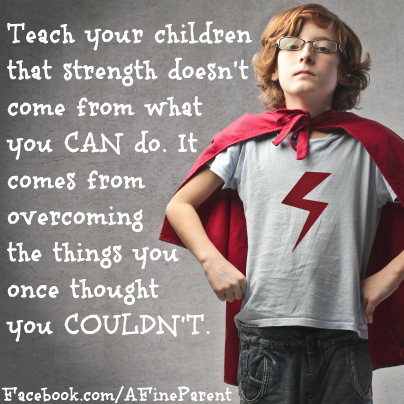 Teach your children
that strength doesn't
come from what
you CAN do. It
comes from
overcoming
the things you
once thought
you COULDN'T.
Facebook.com/AFineParent